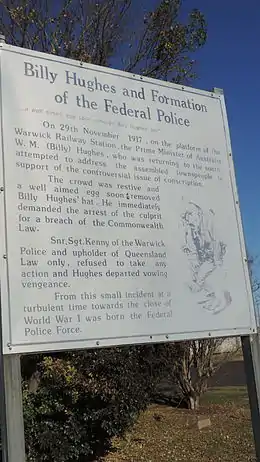 Billy Hughes and Formation
of the Federal Police
On 29th November 1917, on the platform of the
Warwick Railway Station, the Prime Minister of Australia
W. M. (Billy) Hughes, who was returning to the south,
attempted to address the assembled townspeople in
support of the controversial issue of conscription.
The crowd was restive and
a well aimed egg soon removed
Billy Hughes' hat. He immediately
demanded the arrest of the culprit
for a breach of the Commonwealth
Law.
Snr. Sgt. Kenny of the Warwick
Police and upholder of Queensland
Law only, refused to take any
action and Hughes departed vowing
vengeance.
From this small incident at a
turbulent time towards the close of
World War I was born the Federal
Police Force.